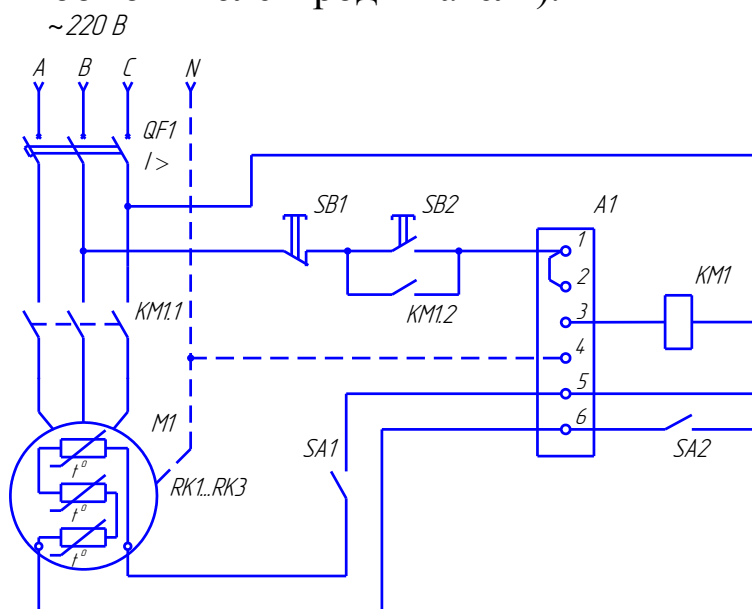 ~220 В
A B C N
QF1
I >
SB1 SB2 A1
1
2
KM1
3
KM1.1
KM1.2
4
5
6
M1
SA1
SA2
RK1...RK3
t°
t°
t°